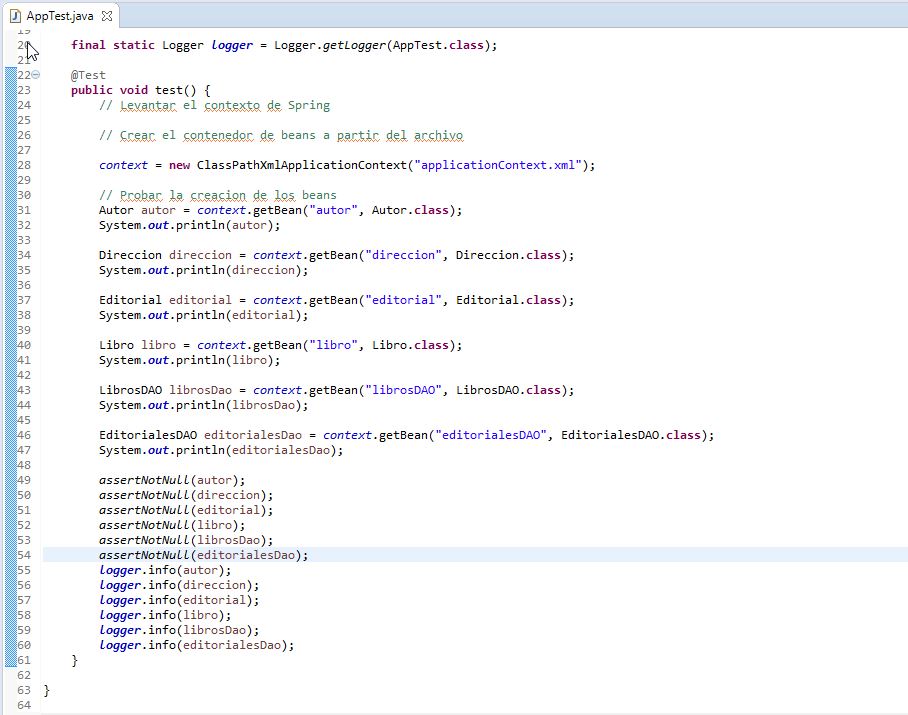 AppTest.java
19
20 final static Logger logger = Logger.getLogger(AppTest.class);
21
22 @Test
23 public void test() {
24 // Levantar el contexto de Spring
25
26 // Crear el contenedor de beans a partir del archivo
27
28 context = new ClassPathXmlApplicationContext("applicationContext.xml");
29
30 // Probar la creacion de los beans
31 Autor autor = context.getBean("autor", Autor.class);
32 System.out.println(autor);
33
34 Direccion direccion = context.getBean("direccion", Direccion.class);
35 System.out.println(direccion);
36
37 Editorial editorial = context.getBean("editorial", Editorial.class);
38 System.out.println(editorial);
39
40 Libro libro = context.getBean("libro", Libro.class);
41 System.out.println(libro);
42
43 LibrosDAO librosDao = context.getBean("librosDAO", LibrosDAO.class);
44 System.out.println(librosDao);
45
46 EditorialesDAO editorialesDao = context.getBean("editorialesDAO", EditorialesDAO.class);
47 System.out.println(editorialesDao);
48
49 assertNotNull(autor);
50 assertNotNull(direccion);
51 assertNotNull(editorial);
52 assertNotNull(libro);
53 assertNotNull(librosDao);
54 assertNotNull(editorialesDao);
55 logger.info(autor);
56 logger.info(direccion);
57 logger.info(editorial);
58 logger.info(libro);
59 logger.info(librosDao);
60 logger.info(editorialesDao);
61 }
62
63 }
64